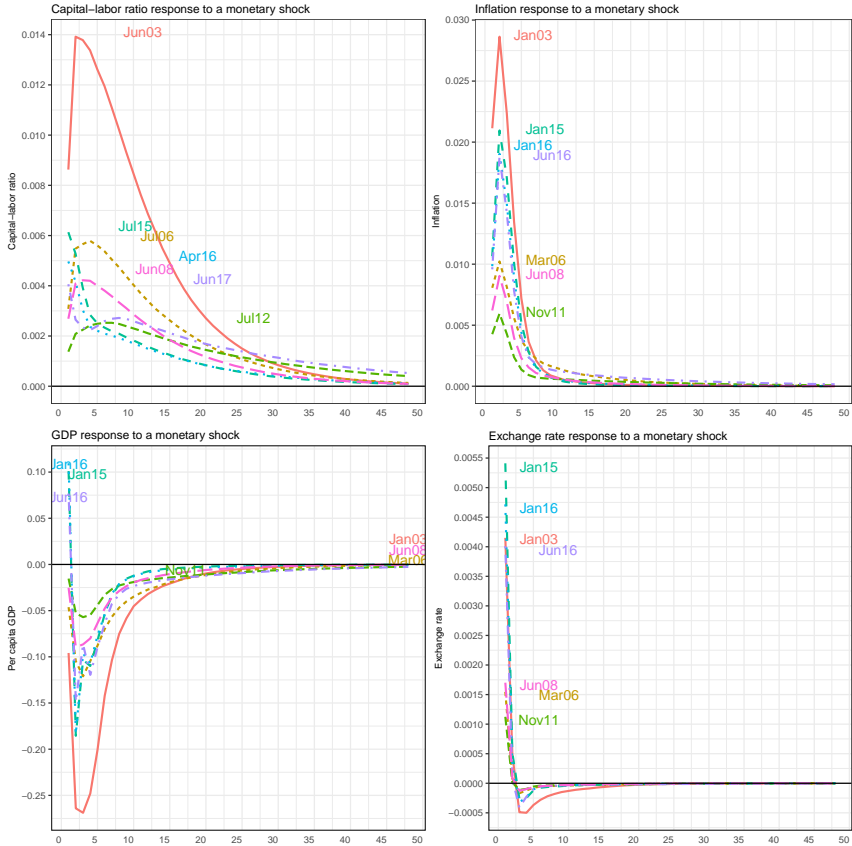 Capital−labor ratio response to a monetary shock
Capital−labor ratio
0.014
0.012
0.010
0.008
0.006
0.004
0.002
0.000
Jun03
Jul15
Jul06
Apr16
Jun08
Jun17
Jul12
0 5 10 15 20 25 30 35 40 45 50
Inflation response to a monetary shock
Inflation
0.030
0.025
0.020
0.015
0.010
0.005
0.000
Jan03
Jan15
Jan16
Jun16
Mar06
Jun08
Nov11
0 5 10 15 20 25 30 35 40 45 50
GDP response to a monetary shock
Per capita GDP
0.10
0.05
0.00
−0.05
−0.10
−0.15
−0.20
−0.25
Jan16
Jan15
Jun16
Jan03
Jun08
Mar06
0 5 10 15 20 25 30 35 40 45 50
Exchange rate response to a monetary shock
Exchange rate
0.0055
0.0050
0.0045
0.0040
0.0035
0.0030
0.0025
0.0020
0.0015
0.0010
0.0005
0.0000
−0.0005
Jan15
Jan16
Jan03
Jun16
Jun08
Mar06
Nov11
0 5 10 15 20 25 30 35 40 45 50